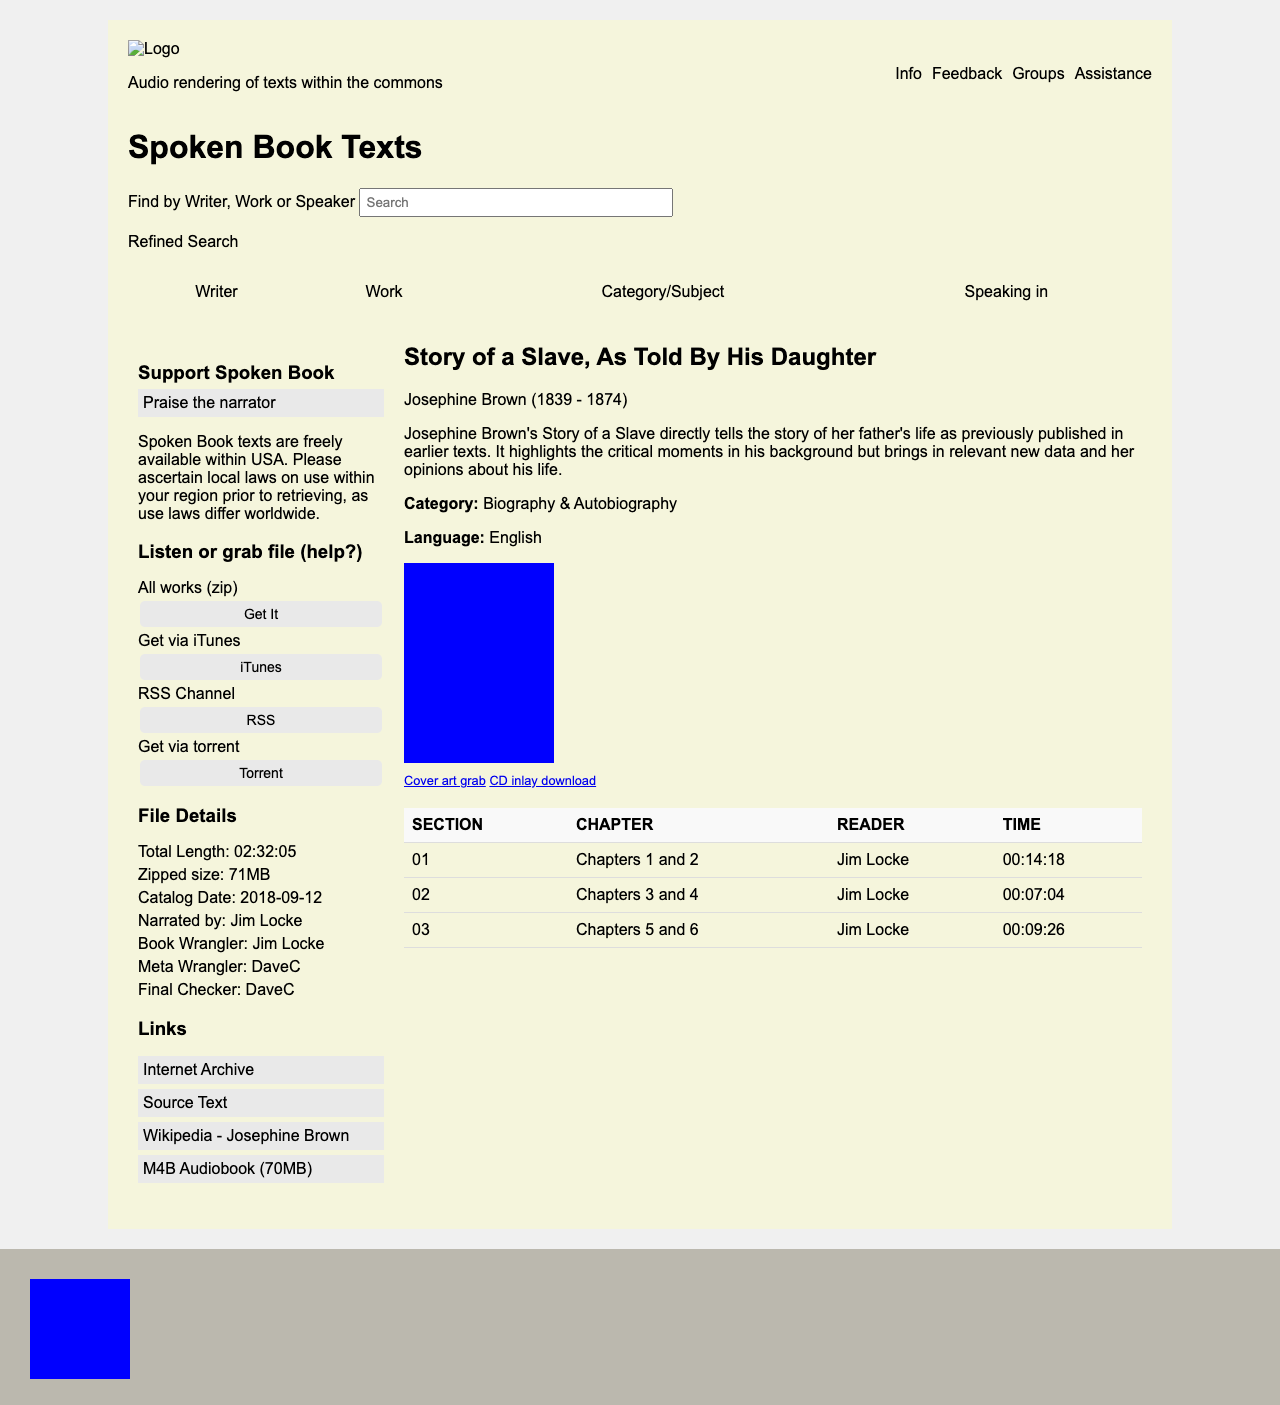 Logo
Audio rendering of texts within the commons
Info Feedback Groups Assistance
Spoken Book Texts
Find by Writer, Work or Speaker Search
Refined Search
Writer Work Category/Subject Speaking in
Support Spoken Book
Praise the narrator
Spoken Book texts are freely
available within USA. Please
ascertain local laws on use within
your region prior to retrieving, as
use laws differ worldwide.
Listen or grab file (help?)
All works (zip)
Get It
Get via iTunes
iTunes
RSS Channel
RSS
Get via torrent
Torrent
File Details
Total Length: 02:32:05
Zipped size: 71MB
Catalog Date: 2018-09-12
Narrated by: Jim Locke
Book Wrangler: Jim Locke
Meta Wrangler: DaveC
Final Checker: DaveC
Links
Internet Archive
Source Text
Wikipedia - Josephine Brown
M4B Audiobook (70MB)
Story of a Slave, As Told By His Daughter
Josephine Brown (1839 - 1874)
Josephine Brown's Story of a Slave directly tells the story of her father's life as previously published in
earlier texts. It highlights the critical moments in his background but brings in relevant new data and her
opinions about his life.
Category: Biography & Autobiography
Language: English
Cover art grab CD inlay download
SECTION CHAPTER READER TIME
01 Chapters 1 and 2 Jim Locke 00:14:18
02 Chapters 3 and 4 Jim Locke 00:07:04
03 Chapters 5 and 6 Jim Locke 00:09:26